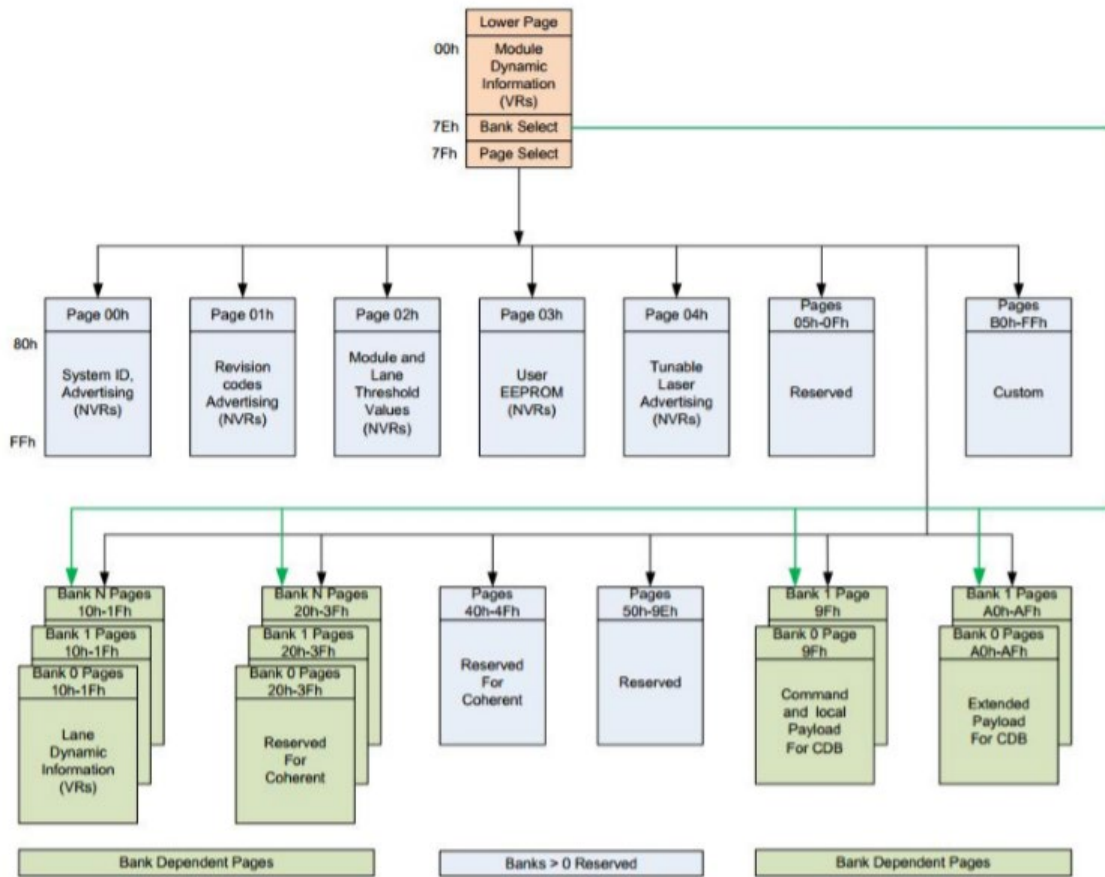 Lower Page
00h
Module
Dynamic
Information
(VRs)
7Eh
Bank Select
7Fh
Page Select
Page 00h
Page 01h
Page 02h
Page 03h
Page 04h
Pages
05h-0Fh
Pages
B0h-FFh
80h
System ID,
Advertising
(NVRs)
Revision
codes
Advertising
(NVRs)
Module and
Lane
Threshold
Values
(NVRs)
User
EEPROM
(NVRs)
Tunable
Laser
Advertising
(NVRs)
Reserved
Custom
FFh
Bank N Pages
10h-1Fh
Bank 1 Pages
10h-1Fh
Bank 0 Pages
10h-1Fh
Lane
Dynamic
Information
(VRs)
Bank N Pages
20h-3Fh
Bank 1 Pages
20h-3Fh
Bank 0 Pages
20h-3Fh
Reserved
For
Coherent
Pages
40h-4Fh
Reserved
For
Coherent
Pages
50h-9Eh
Reserved
Bank 1 Page
9Fh
Bank 0 Page
9Fh
Command
and local
Payload
For CDB
Bank 1 Pages
A0h-AFh
Bank 0 Pages
A0h-AFh
Extended
Payload
For CDB
Bank Dependent Pages
Banks > 0 Reserved
Bank Dependent Pages